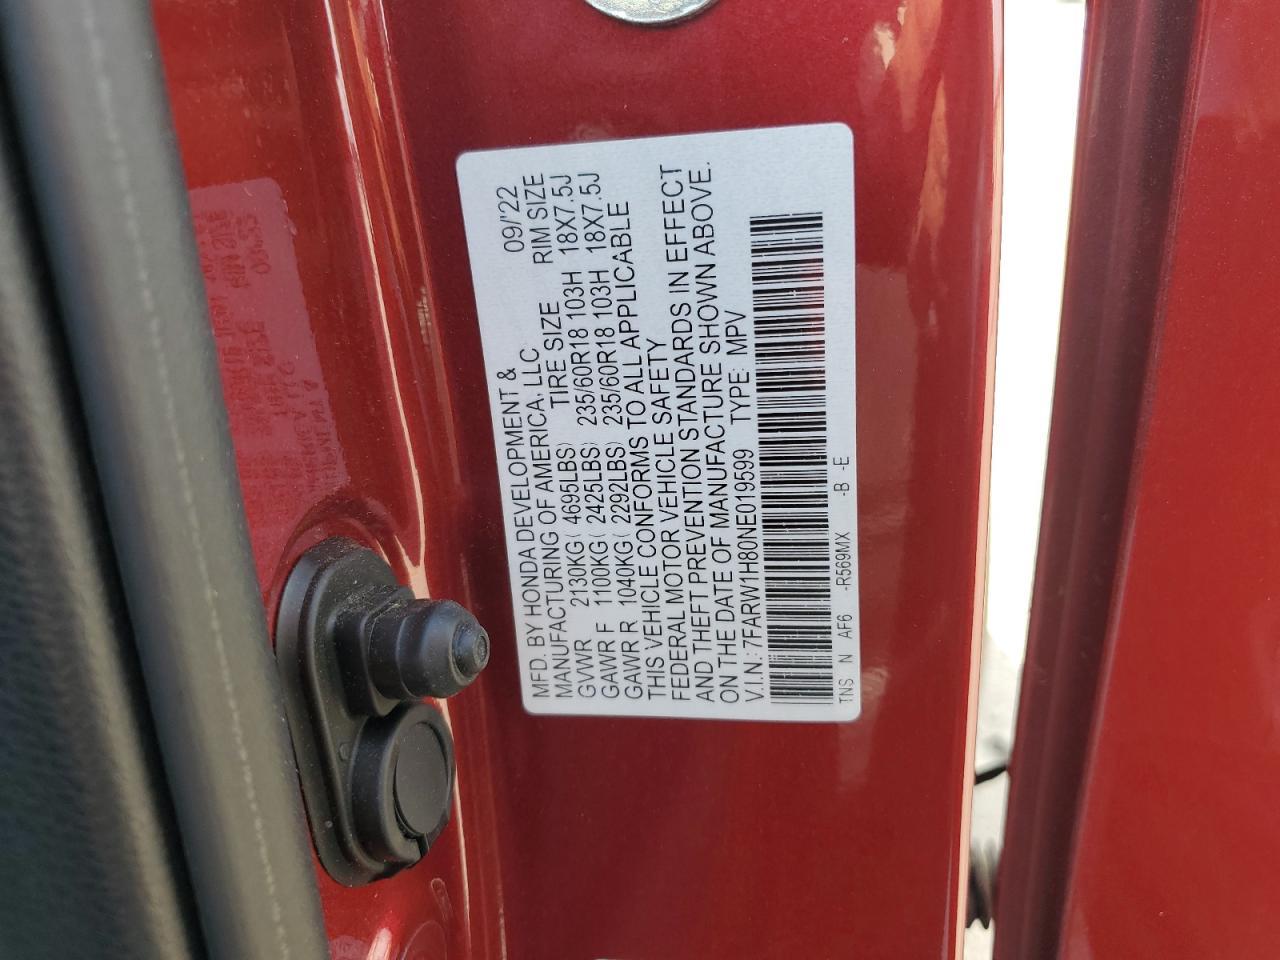 MFD. BY HONDA DEVELOPMENT &
MANUFACTURING OF AMERICA, LLC 09/'22
TIRE SIZE RIM SIZE
GVWR 2130KG( 4695LBS)
GAWR F 1100KG( 2425LBS) 235/60R18 103H 18X7.5J
GAWR R 1040KG( 2292LBS) 235/60R18 103H 18X7.5J
THIS VEHICLE CONFORMS TO ALL APPLICABLE
FEDERAL MOTOR VEHICLE SAFETY
AND THEFT PREVENTION STANDARDS IN EFFECT
ON THE DATE OF MANUFACTURE SHOWN ABOVE.
V.I.N.: 7FARW1H80NE019599 TYPE: MPV
TNS N AF6 -R569MX -B -E